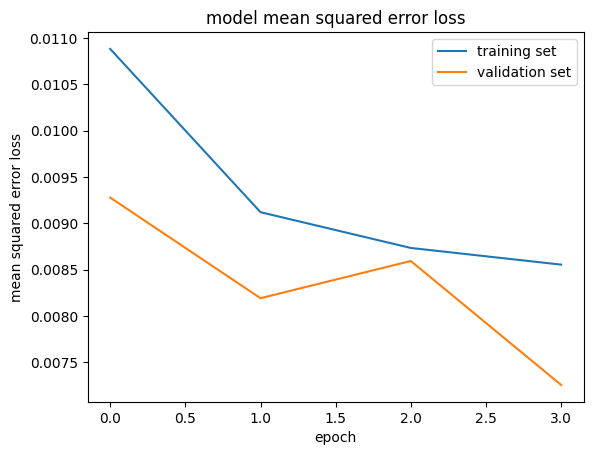 model mean squared error loss
training set
validation set
mean squared error loss
0.0110
0.0105
0.0100
0.0095
0.0090
0.0085
0.0080
0.0075
0.0 0.5 1.0 1.5 2.0 2.5 3.0
epoch